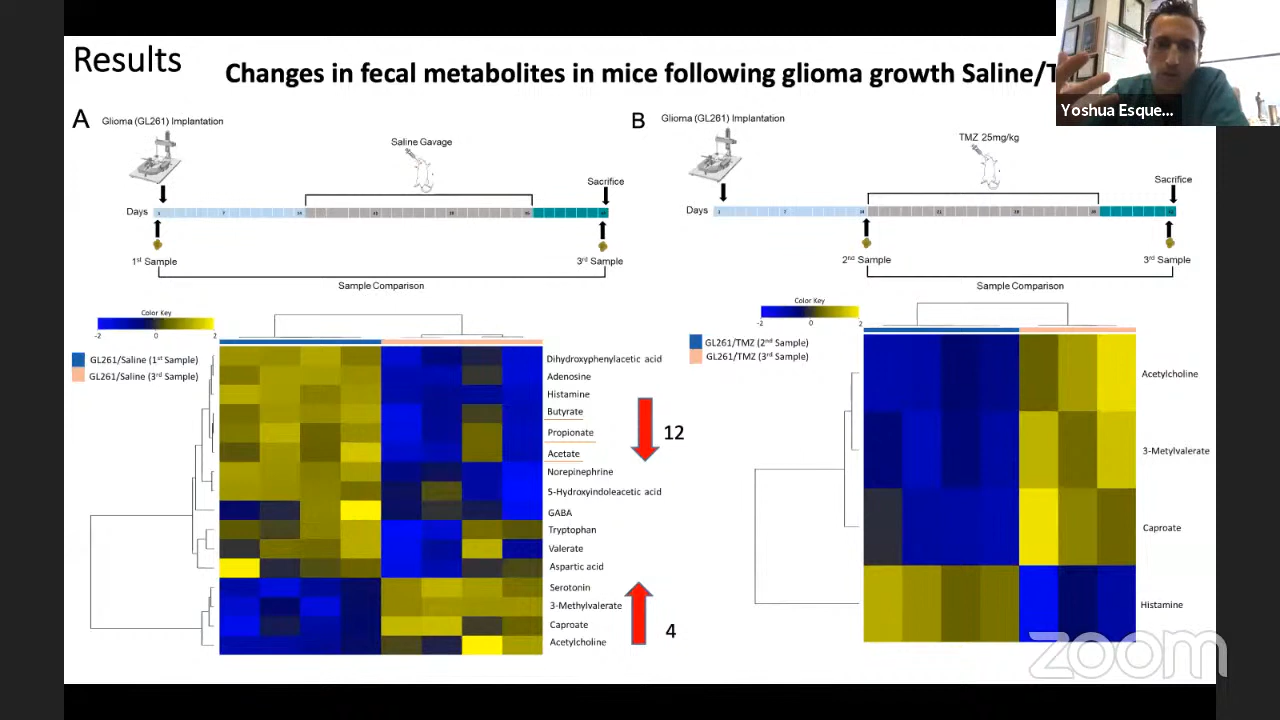 Results
Changes in fecal metabolites in mice following glioma growth Saline/T
Yoshua Esque...
A
Glioma (GL261) Implantation
Saline Gavage
Sacrifice
Days
1st Sample
3rd Sample
Sample Comparison
Color Key
-2 0 2
GL261/Saline (1st Sample)
GL261/Saline (3rd Sample)
Dihydroxyphenylacetic acid
Adenosine
Histamine
Butyrate
Propionate
Acetate
Norepinephrine
5-Hydroxyindoleacetic acid
GABA
Tryptophan
Valerate
Aspartic acid
Serotonin
3-Methylvalerate
Caproate
Acetylcholine
12
4
B
Glioma (GL261) Implantation
TMZ 25mg/kg
Sacrifice
Days
2nd Sample
3rd Sample
Sample Comparison
Color Key
-2 0 2
GL261/TMZ (2nd Sample)
GL261/TMZ (3rd Sample)
Acetylcholine
3-Metylvalerate
Caproate
Histamine
zoom